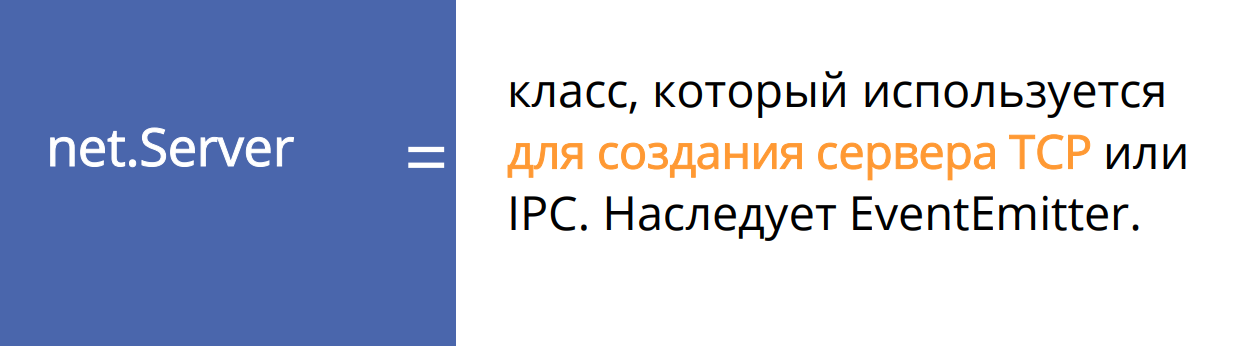 net.Server =
класс, который используется
для создания сервера TCP или
IPC. Наследует EventEmitter.